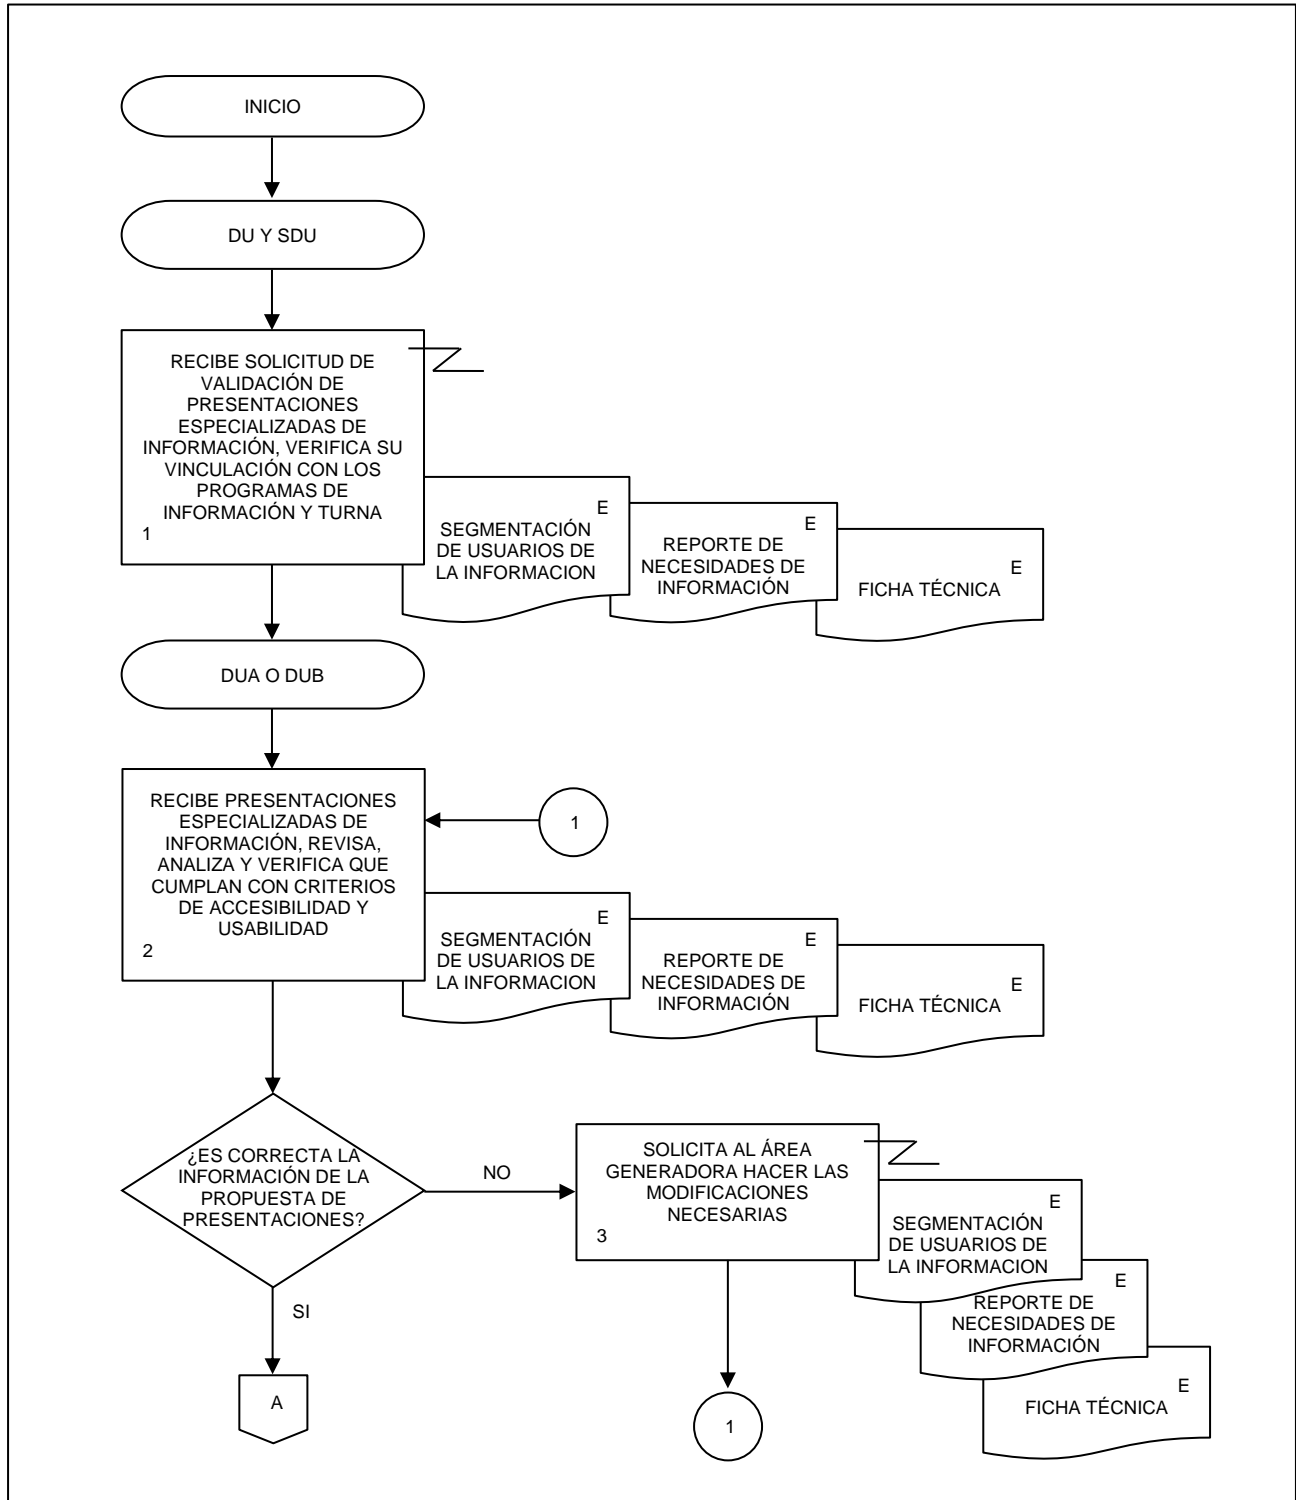 INICIO
DU Y SDU
RECIBE SOLICITUD DE
VALIDACIÓN DE
PRESENTACIONES
ESPECIALIZADAS DE
INFORMACIÓN, VERIFICA SU
VINCULACIÓN CON LOS
PROGRAMAS DE
INFORMACIÓN Y TURNA
1
E
SEGMENTACIÓN
DE USUARIOS DE
LA INFORMACION
E
REPORTE DE
NECESIDADES DE
INFORMACIÓN
E
FICHA TÉCNICA
DUA O DUB
RECIBE PRESENTACIONES
ESPECIALIZADAS DE
INFORMACIÓN, REVISA,
ANALIZA Y VERIFICA QUE
CUMPLAN CON CRITERIOS
DE ACCESIBILIDAD Y
USABILIDAD
2
1
E
SEGMENTACIÓN
DE USUARIOS DE
LA INFORMACION
E
REPORTE DE
NECESIDADES DE
INFORMACIÓN
E
FICHA TÉCNICA
¿ES CORRECTA LA
INFORMACIÓN DE LA
PROPUESTA DE
PRESENTACIONES?
NO
SOLICITA AL ÁREA
GENERADORA HACER LAS
MODIFICACIONES
NECESARIAS
3
E
SEGMENTACIÓN
DE USUARIOS DE
LA INFORMACION
E
REPORTE DE
NECESIDADES DE
INFORMACIÓN
E
FICHA TÉCNICA
SI
A
1